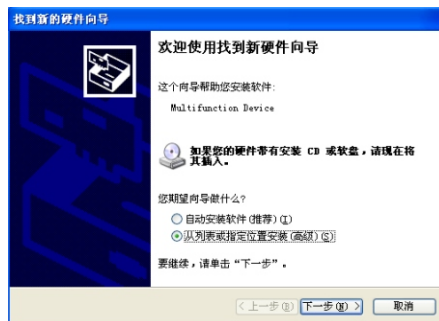 找到新的硬件向导
欢迎使用找到新硬件向导
这个向导帮助您安装软件:
Multifunction Device
如果您的硬件带有安装 CD 或软盘，请现在将
其插入。
您期望向导做什么?
自动安装软件(推荐)(I)
从列表或指定位置安装(高级)(S)
要继续，请单击“下一步”。
<上一步(B) 下一步(N)> 取消